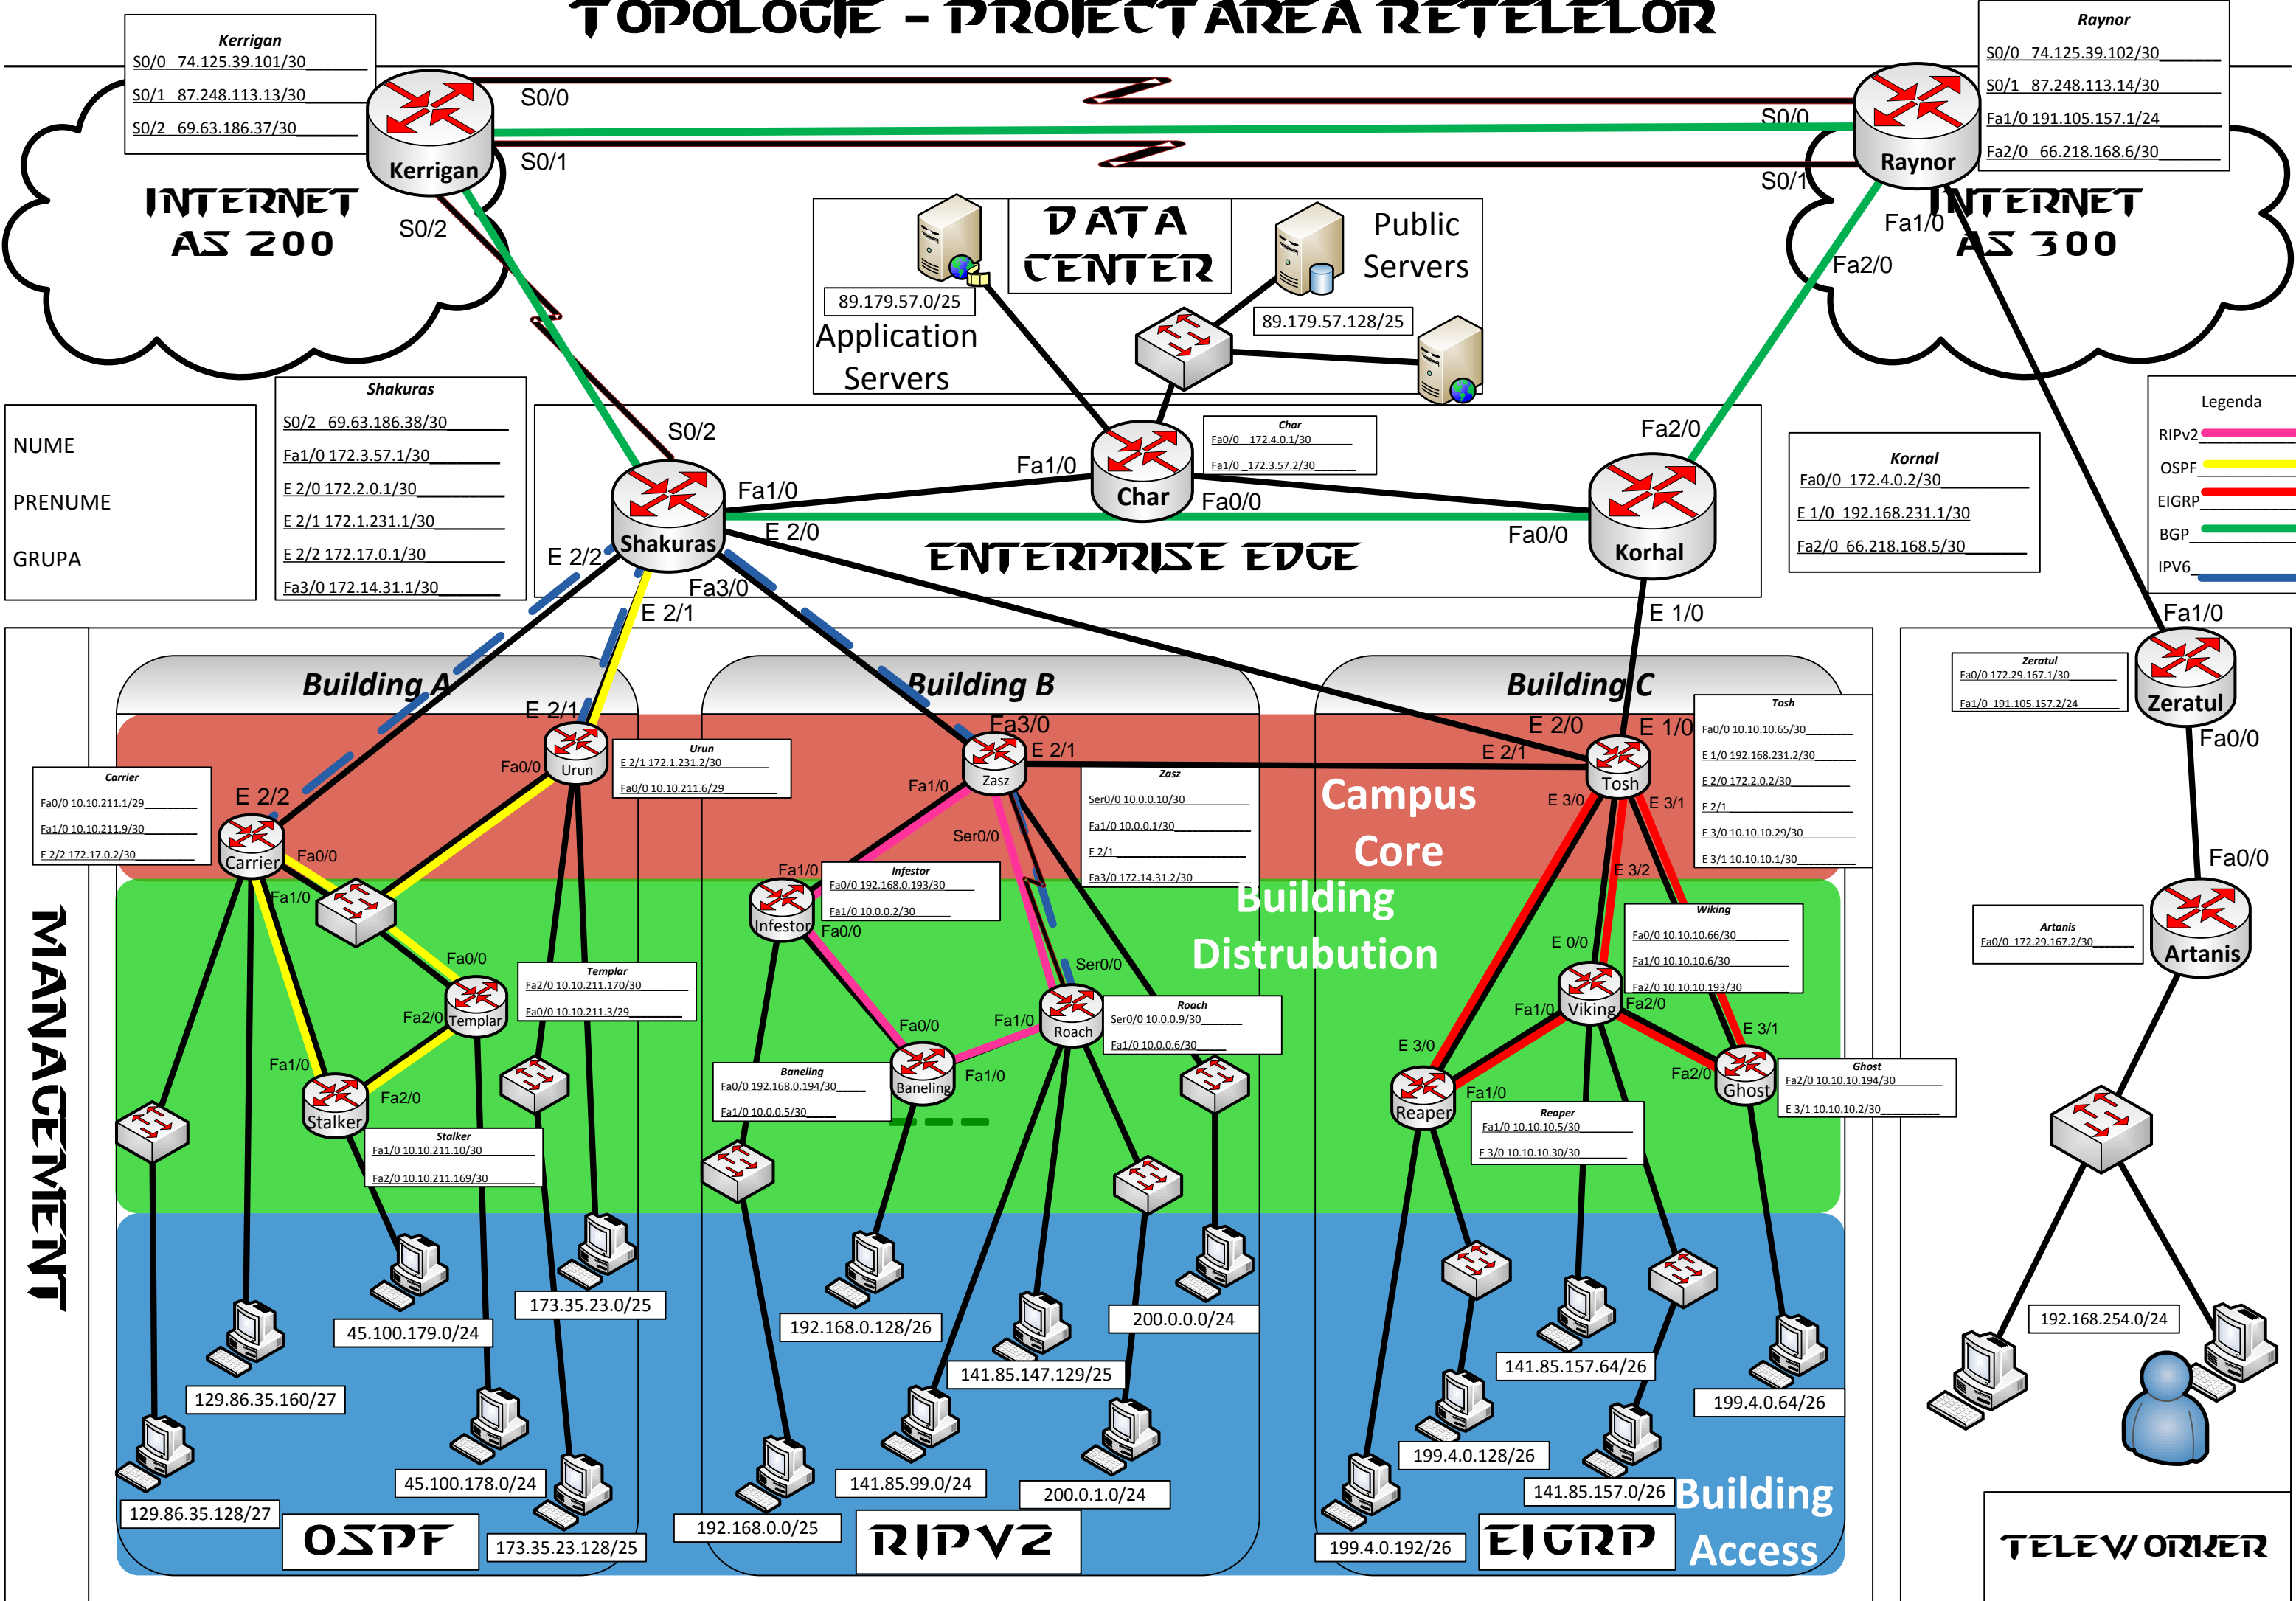 TOPOLOGIE - PROIECTAREA RETELELOR
Kerrigan
S0/0 74.125.39.101/30
S0/1 87.248.113.13/30
S0/2 69.63.186.37/30
Raynor
S0/0 74.125.39.102/30
S0/1 87.248.113.14/30
Fa1/0 191.105.157.1/24
Fa2/0 66.218.168.6/30
Kerrigan
S0/0
S0/1
S0/2
S0/0
S0/1
Raynor
Fa1/0
Fa2/0
INTERNET
AS 200
INTERNET
AS 300
DATA
CENTER
Public
Servers
89.179.57.0/25
Application
Servers
89.179.57.128/25
NUME
PRENUME
GRUPA
Shakuras
S0/2 69.63.186.38/30
Fa1/0 172.3.57.1/30
E 2/0 172.2.0.1/30
E 2/1 172.1.231.1/30
E 2/2 172.17.0.1/30
Fa3/0 172.14.31.1/30
S0/2
Shakuras
Fa1/0
E 2/0
E 2/2
Fa3/0
E 2/1
Fa1/0
Char
Fa0/0
Char
Fa0/0 172.4.0.1/30
Fa1/0 172.3.57.2/30
ENTERPRISE EDGE
Fa2/0
Fa0/0
Korhal
E 1/0
Kornal
Fa0/0 172.4.0.2/30
E 1/0 192.168.231.1/30
Fa2/0 66.218.168.5/30
Legenda
RIPv2
OSPF
EIGRP
BGP
IPV6
MANAGEMENT
Building A
Building B
Building C
Campus
Core
Building
Distrubution
Building
Access
Carrier
Fa0/0 10.10.211.1/29
Fa1/0 10.10.211.9/30
E 2/2 172.17.0.2/30
E 2/2
Carrier
Fa0/0
Fa1/0
E 2/1
Fa0/0
Urun
Urun
E 2/1 172.1.231.2/30
Fa0/0 10.10.211.6/29
Fa0/0
Templar
Fa2/0
Templar
Fa2/0 10.10.211.170/30
Fa0/0 10.10.211.3/29
Fa1/0
Stalker
Fa2/0
Stalker
Fa1/0 10.10.211.10/30
Fa2/0 10.10.211.169/30
173.35.23.0/25
45.100.179.0/24
129.86.35.160/27
45.100.178.0/24
129.86.35.128/27
173.35.23.128/25
OSPF
Fa3/0
E 2/1
Zasz
Fa1/0
Ser0/0
Zasz
Ser0/0 10.0.0.10/30
Fa1/0 10.0.0.1/30
E 2/1
Fa3/0 172.14.31.2/30
Fa1/0
Infestor
Fa0/0
Infestor
Fa0/0 192.168.0.193/30
Fa1/0 10.0.0.2/30
Ser0/0
Fa1/0
Roach
Roach
Ser0/0 10.0.0.9/30
Fa1/0 10.0.0.6/30
Fa0/0
Baneling
Fa1/0
Baneling
Fa0/0 192.168.0.194/30
Fa1/0 10.0.0.5/30
200.0.0.0/24
192.168.0.128/26
141.85.147.129/25
141.85.99.0/24
200.0.1.0/24
192.168.0.0/25
RIPV2
E 2/0
E 1/0
E 2/1
Tosh
E 3/0
E 3/1
E 3/2
Tosh
Fa0/0 10.10.10.65/30
E 1/0 192.168.231.2/30
E 2/0 172.2.0.2/30
E 2/1
E 3/0 10.10.10.29/30
E 3/1 10.10.10.1/30
E 0/0
Viking
Fa1/0
Fa2/0
Wiking
Fa0/0 10.10.10.66/30
Fa1/0 10.10.10.6/30
Fa2/0 10.10.10.193/30
E 3/0
Reaper
Fa1/0
Reaper
Fa1/0 10.10.10.5/30
E 3/0 10.10.10.30/30
E 3/1
Fa2/0
Ghost
Ghost
Fa2/0 10.10.10.194/30
E 3/1 10.10.10.2/30
141.85.157.64/26
199.4.0.64/26
199.4.0.128/26
141.85.157.0/26
199.4.0.192/26
EIGRP
Fa1/0
Zeratul
Fa0/0 172.29.167.1/30
Fa1/0 191.105.157.2/24
Zeratul
Fa0/0
Fa0/0
Artanis
Fa0/0 172.29.167.2/30
Artanis
192.168.254.0/24
TELEWORKER